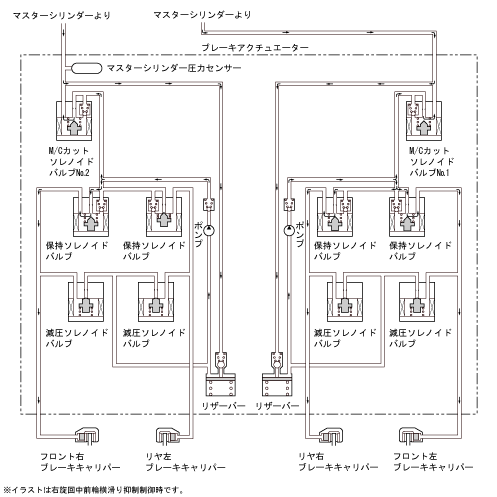 マスターシリンダーより
マスターシリンダーより
ブレーキアクチュエーター
マスターシリンダー圧力センサー
M/Cカット
ソレノイド
バルブNo.2
M/Cカット
ソレノイド
バルブNo.1
保持ソレノイド
バルブ
保持ソレノイド
バルブ
ポンプ
ポンプ
保持ソレノイド
バルブ
保持ソレノイド
バルブ
減圧ソレノイド
バルブ
減圧ソレノイド
バルブ
減圧ソレノイド
バルブ
減圧ソレノイド
バルブ
リザーバー
リザーバー
フロント右
ブレーキキャリパー
リヤ左
ブレーキキャリパー
リヤ右
ブレーキキャリパー
フロント左
ブレーキキャリパー
※イラストは右旋回中前輪横滑り抑制制御時です。